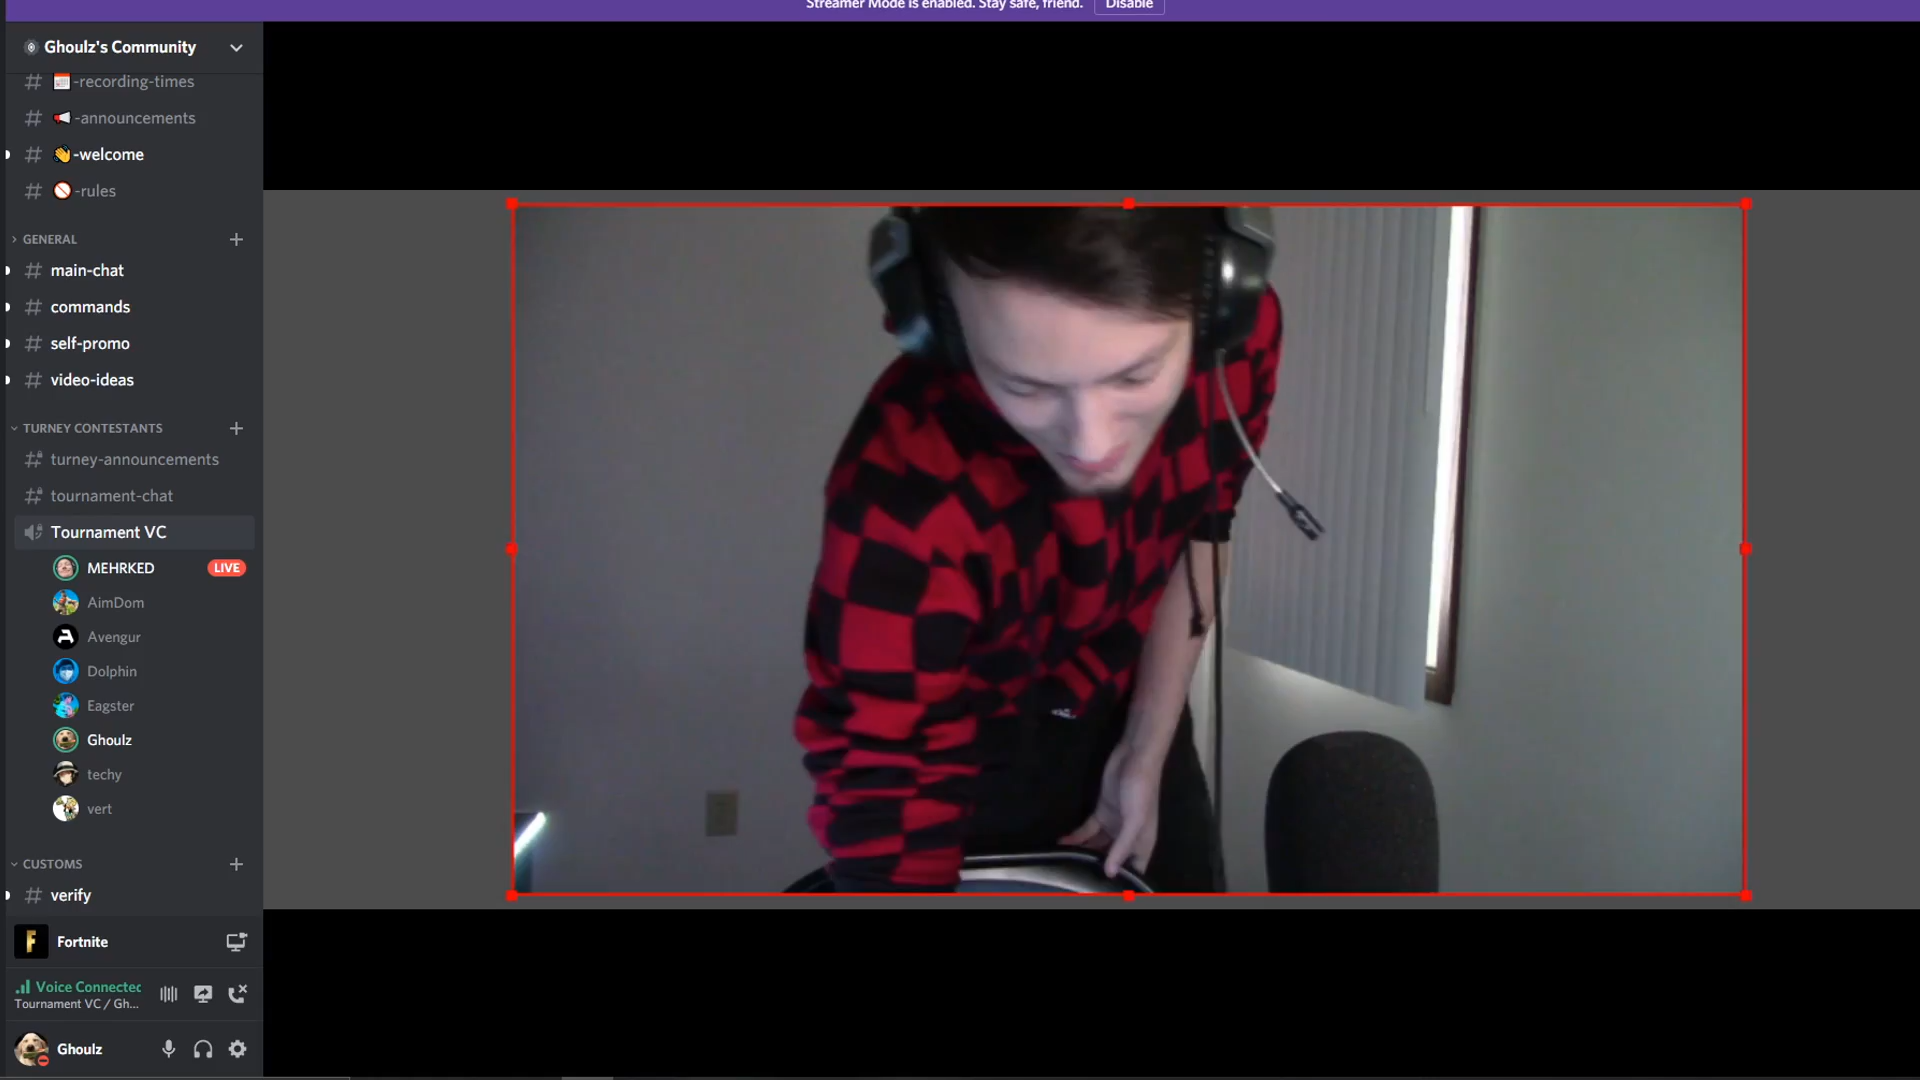 Streamer Mode is enabled. Stay safe, friend. Disable
Ghoulz's Community
-recording-times
-announcements
-welcome
-rules
GENERAL
main-chat
commands
self-promo
video-ideas
TURNEY CONTESTANTS
turney-announcements
tournament-chat
Tournament VC
MEHRKED LIVE
AimDom
Avengur
Dolphin
Eagster
Ghoulz
techy
vert
CUSTOMS
verify
Fortnite
Voice Connected
Tournament VC / Gh...
Ghoulz